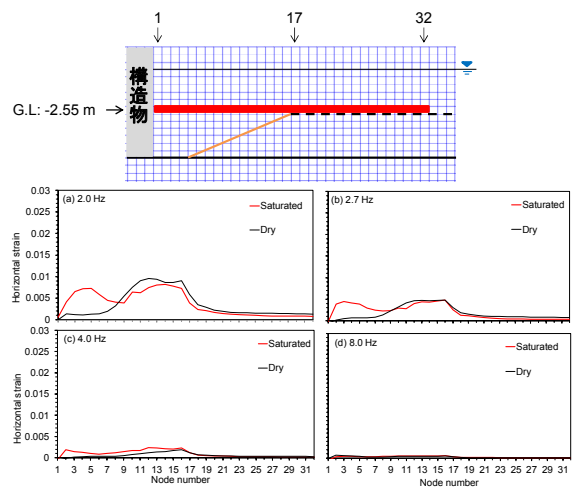 1 17 32
構造物
G.L: -2.55 m
(a) 2.0 Hz
Saturated
Dry
Horizontal strain
0.03
0.025
0.02
0.015
0.01
0.005
0
(b) 2.7 Hz
Saturated
Dry
(c) 4.0 Hz
Saturated
Dry
Horizontal strain
0.03
0.025
0.02
0.015
0.01
0.005
0
1 3 5 7 9 11 13 15 17 19 21 23 25 27 29 31
Node number
(d) 8.0 Hz
Saturated
Dry
1 3 5 7 9 11 13 15 17 19 21 23 25 27 29 31
Node number